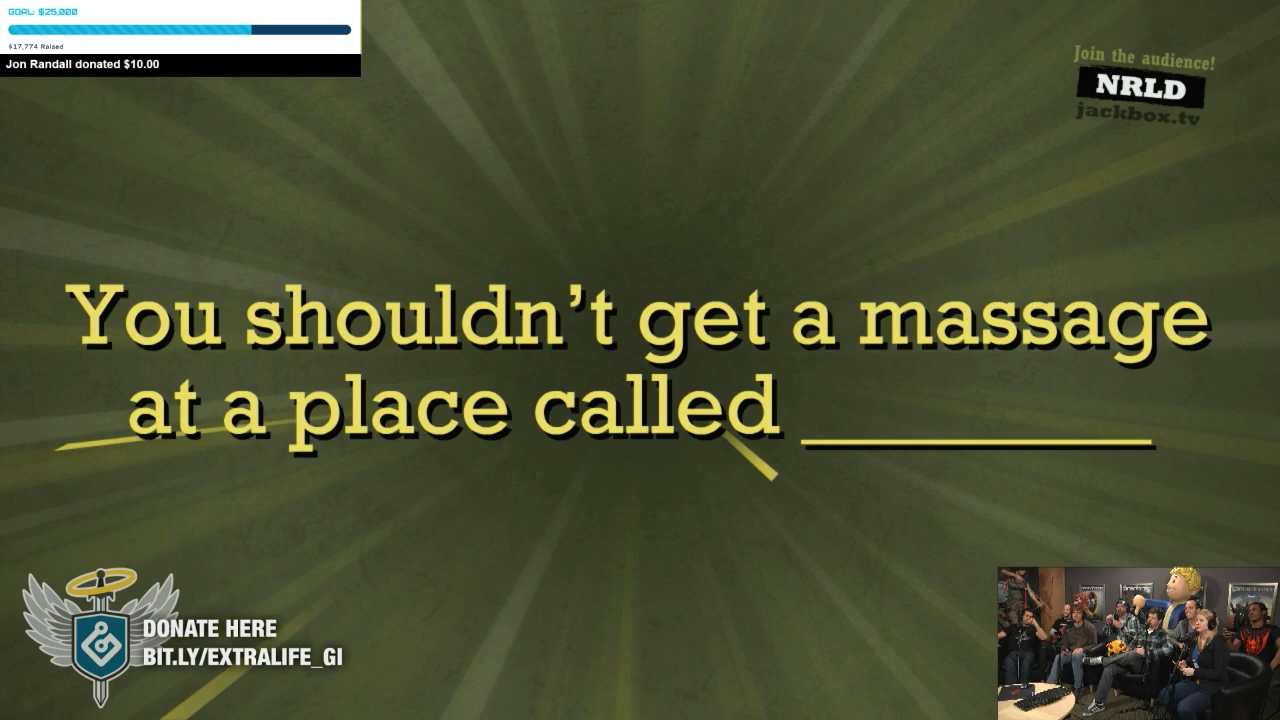 GOAL: $25,000
$17,774 Raised
Jon Randall donated $10.00
Join the audience!
NRLD
jackbox.tv
You shouldn't get a massage
at a place called __________
DONATE HERE
BIT.LY/EXTRALIFE_GI